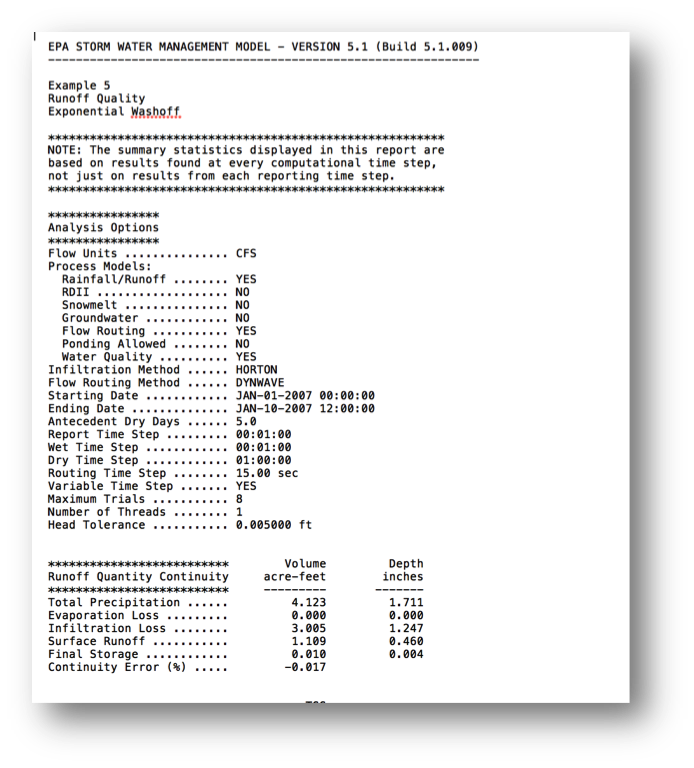 EPA STORM WATER MANAGEMENT MODEL - VERSION 5.1 (Build 5.1.009)
--------------------------------------------------------------
Example 5
Runoff Quality
Exponential Washoff
*********************************************************
NOTE: The summary statistics displayed in this report are
based on results found at every computational time step,
not just on results from each reporting time step.
*********************************************************
****************
Analysis Options
****************
Flow Units ............... CFS
Process Models:
Rainfall/Runoff ........ YES
RDII ................... NO
Snowmelt ............... NO
Groundwater ............ NO
Flow Routing ........... YES
Ponding Allowed ........ NO
Water Quality .......... YES
Infiltration Method ...... HORTON
Flow Routing Method ...... DYNWAVE
Starting Date ............ JAN-01-2007 00:00:00
Ending Date .............. JAN-10-2007 12:00:00
Antecedent Dry Days ...... 5.0
Report Time Step ......... 00:01:00
Wet Time Step ............ 00:01:00
Dry Time Step ............ 01:00:00
Routing Time Step ........ 15.00 sec
Variable Time Step ....... YES
Maximum Trials ........... 8
Number of Threads ........ 1
Head Tolerance ........... 0.005000 ft
************************** Volume Depth
Runoff Quantity Continuity acre-feet inches
************************** --------- -------
Total Precipitation ...... 4.123 1.711
Evaporation Loss ......... 0.000 0.000
Infiltration Loss ........ 3.005 1.247
Surface Runoff ........... 1.109 0.460
Final Storage ............ 0.010 0.004
Continuity Error (%) ..... -0.017